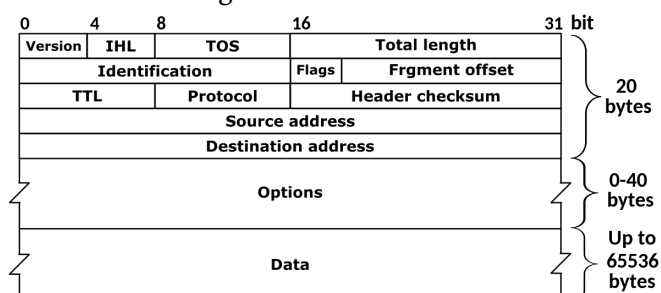 0 4 8 16 31 bit
Version IHL TOS Total length
Identification Flags Frgment offset
TTL Protocol Header checksum
Source address
Destination address
20
bytes
Options
0-40
bytes
Data
Up to
65536
bytes